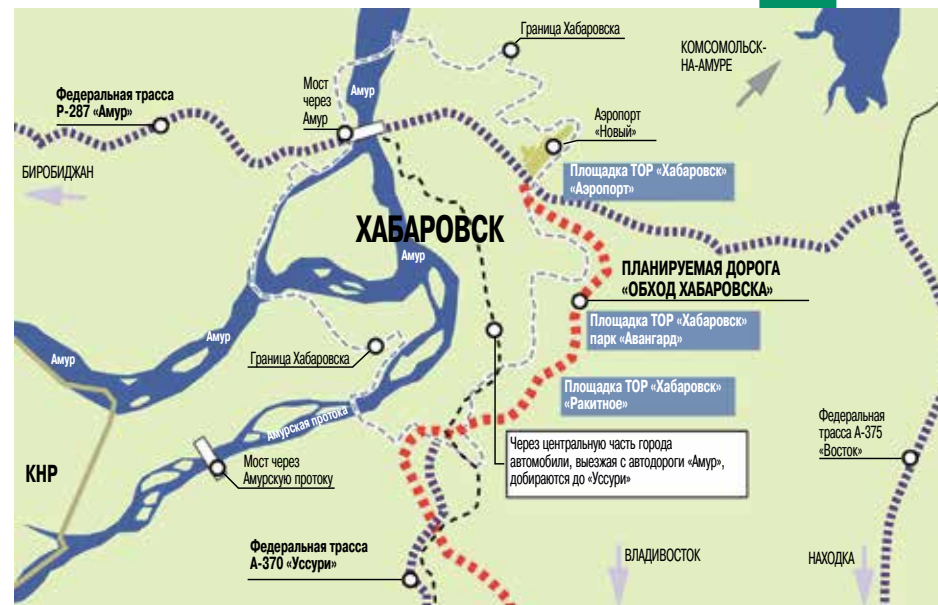 Граница Хабаровска
КОМСОМОЛЬСК-
НА-АМУРЕ
Мост
через
Амур
Амур
Федеральная трасса
Р-287 «Амур»
Аэропорт
«Новый»
БИРОБИДЖАН
Площадка ТОР «Хабаровск»
«Аэропорт»
ХАБАРОВСК
Амур
ПЛАНИРУЕМАЯ ДОРОГА
«ОБХОД ХАБАРОВСКА»
Площадка ТОР «Хабаровск»
парк «Авангард»
Амур
Амур
Граница Хабаровска
Площадка ТОР «Хабаровск»
«Ракитное»
Амурская протока
Федеральная
трасса А-375
«Восток»
Через центральную часть города
автомобили, выезжая с автодороги «Амур»,
добираются до «Уссури»
КНР
Мост через
Амурскую протоку
Федеральная трасса
А-370 «Уссури»
ВЛАДИВОСТОК
НАХОДКА